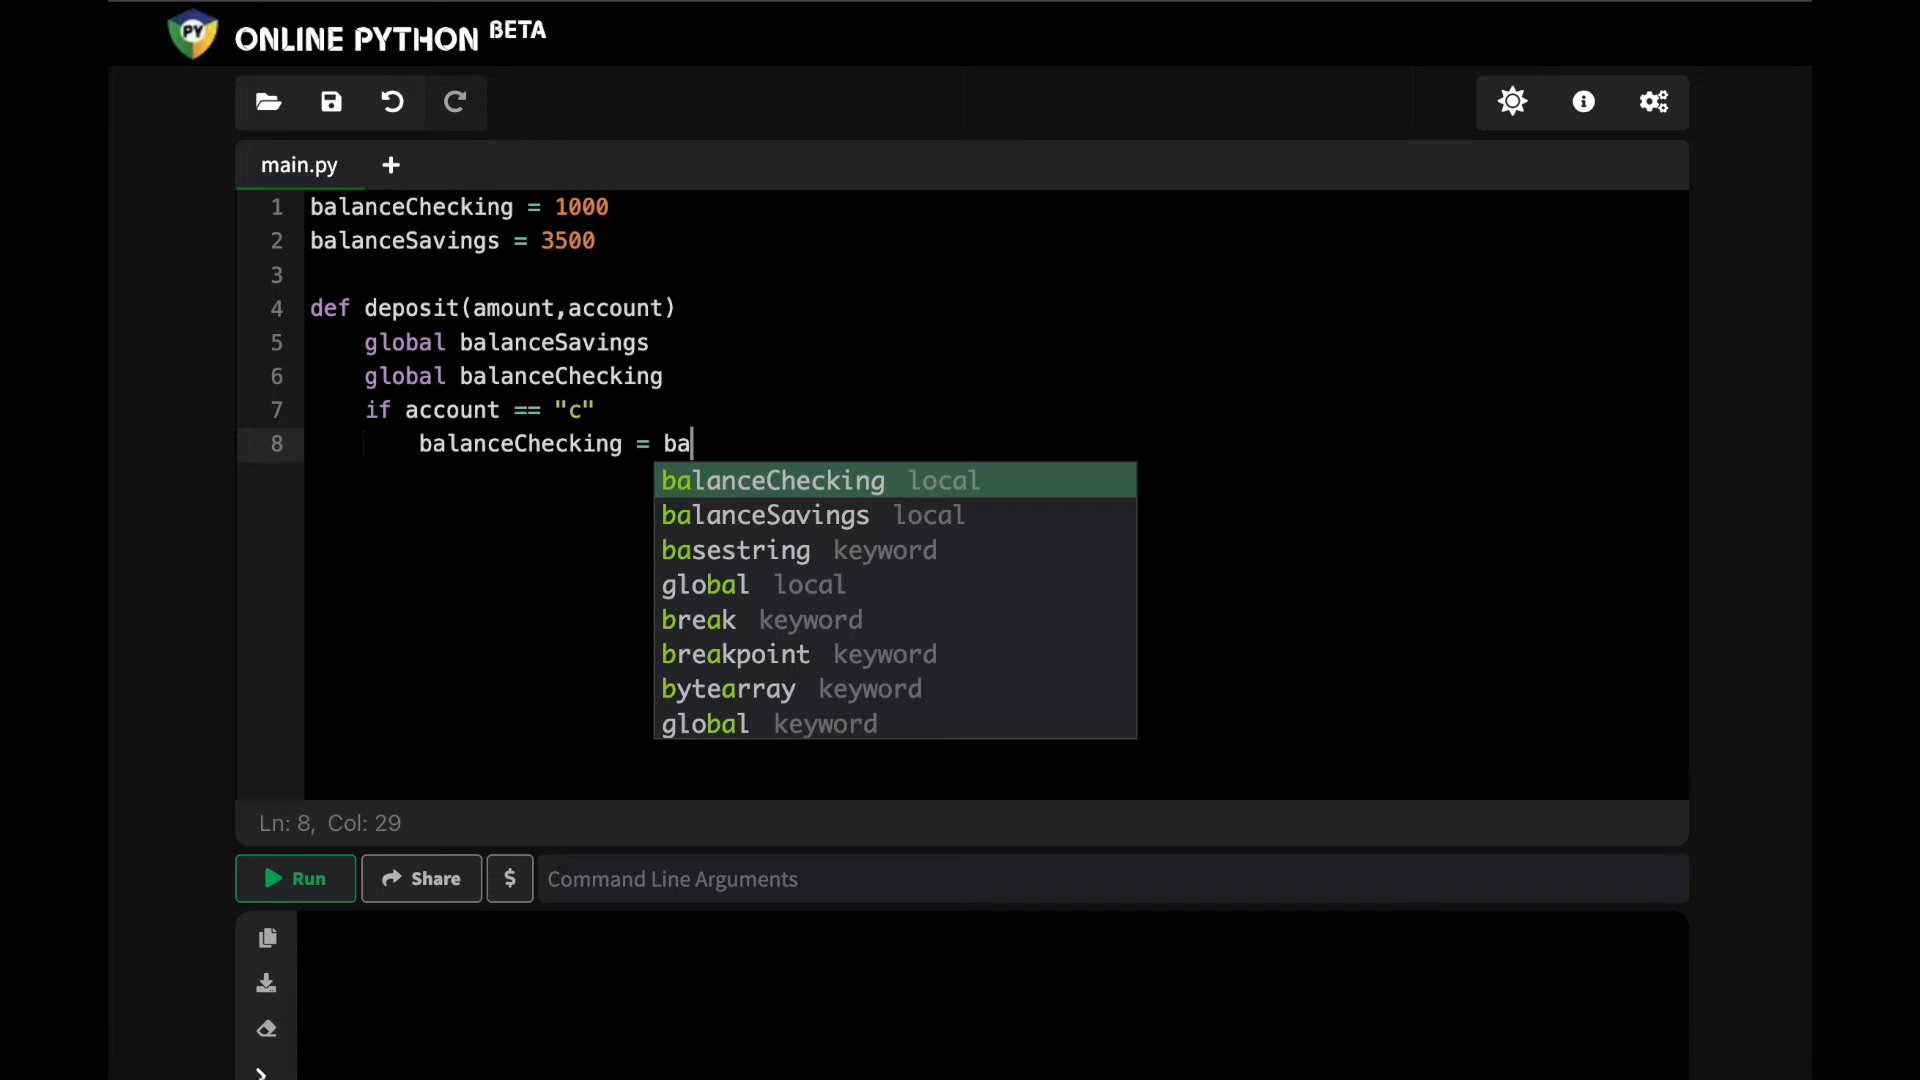 PY
ONLINE PYTHON BETA
main.py +
1 balanceChecking = 1000
2 balanceSavings = 3500
3
4 def deposit(amount,account)
5 global balanceSavings
6 global balanceChecking
7 if account == "c"
8 balanceChecking = ba
balanceChecking local
balanceSavings local
basestring keyword
global local
break keyword
breakpoint keyword
bytearray keyword
global keyword
Ln: 8, Col: 29
Run Share $ Command Line Arguments